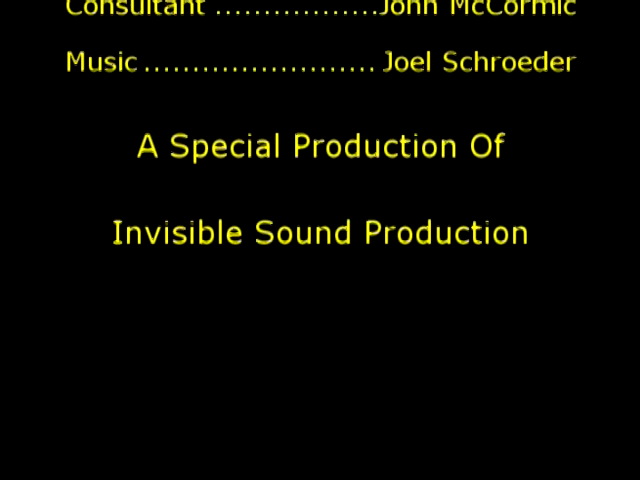 Consultant .................John McCormic
Music ........................ Joel Schroeder
A Special Production Of
Invisible Sound Production